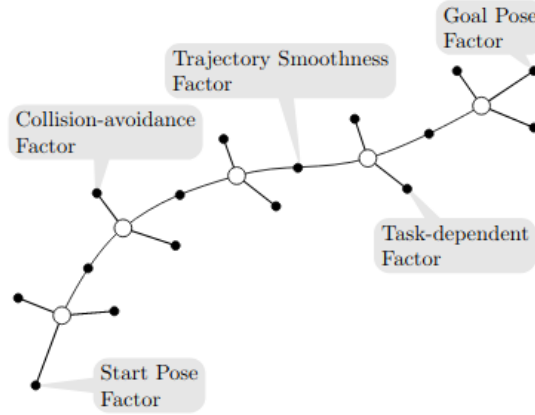 Goal Pose
Factor
Trajectory Smoothness
Factor
Collision-avoidance
Factor
Task-dependent
Factor
Start Pose
Factor